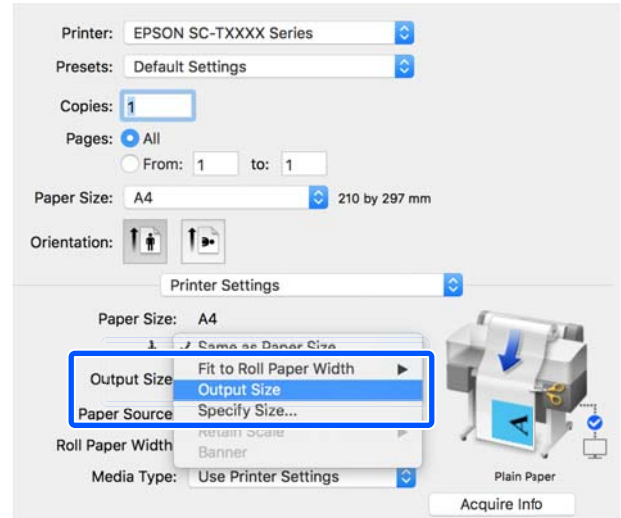 Printer: EPSON SC-TXXXX Series
Presets: Default Settings
Copies: 1
Pages: All
From: 1 to: 1
Paper Size: A4 210 by 297 mm
Orientation:
Printer Settings
Paper Size: A4
✓ Same as Paper Size
Fit to Roll Paper Width ▶
Output Size Output Size
Paper Source Specify Size...
Retain Scale ▶
Roll Paper Width Banner
Media Type: Use Printer Settings
Plain Paper
Acquire Info